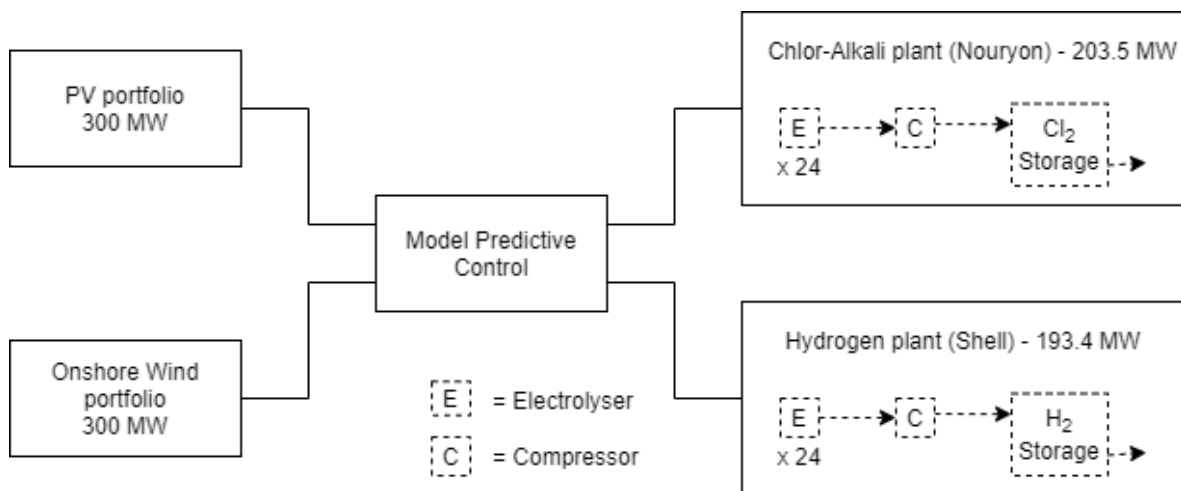 PV portfolio
300 MW
Chlor-Alkali plant (Nouryon) - 203.5 MW
E
C
Cl₂
Storage
x 24
Model Predictive
Control
Onshore Wind
portfolio
300 MW
E = Electrolyser
C = Compressor
Hydrogen plant (Shell) - 193.4 MW
E
C
H₂
Storage
x 24